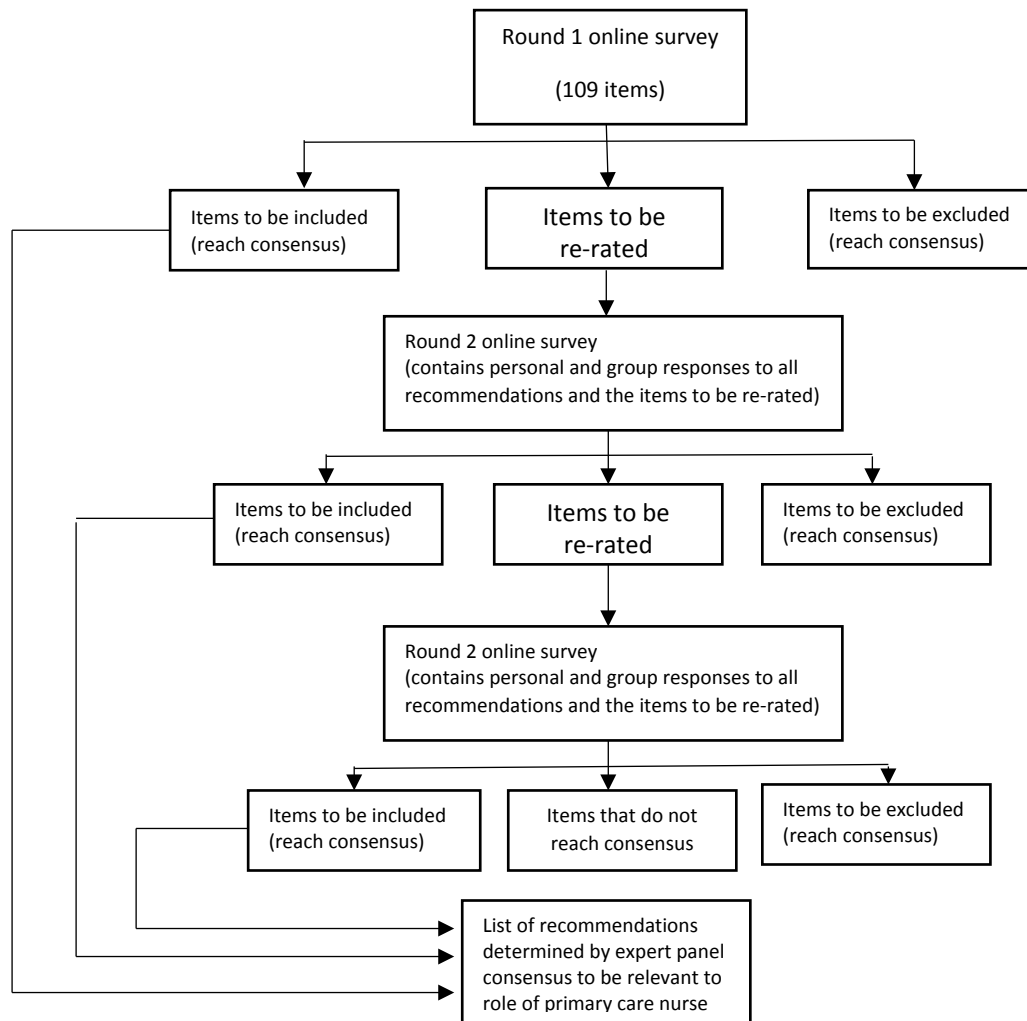 Round 1 online survey
(109 items)
Items to be included
(reach consensus)
Items to be
re-rated
Items to be excluded
(reach consensus)
Round 2 online survey
(contains personal and group responses to all
recommendations and the items to be re-rated)
Items to be included
(reach consensus)
Items to be
re-rated
Items to be excluded
(reach consensus)
Round 2 online survey
(contains personal and group responses to all
recommendations and the items to be re-rated)
Items to be included
(reach consensus)
Items that do not
reach consensus
Items to be excluded
(reach consensus)
List of recommendations
determined by expert panel
consensus to be relevant to
role of primary care nurse